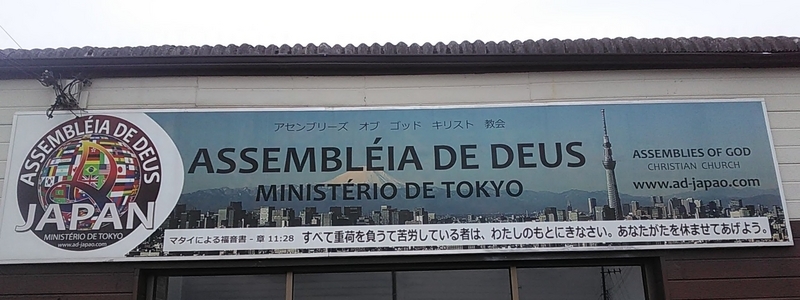 ASSEMBLÉIA DE DEUS
JAPAN
MINISTÉRIO DE TOKYO
www.ad-japao.com
アセンブリーズ オブ ゴッド キリスト 教会
ASSEMBLÉIA DE DEUS
MINISTÉRIO DE TOKYO
ASSEMBLIES OF GOD
CHRISTIAN CHURCH
www.ad-japao.com
マタイによる福音書 - 章 11:28 すべて重荷を負うて苦労している者は、わたしのもとにきなさい。あなたがたを休ませてあげよう。